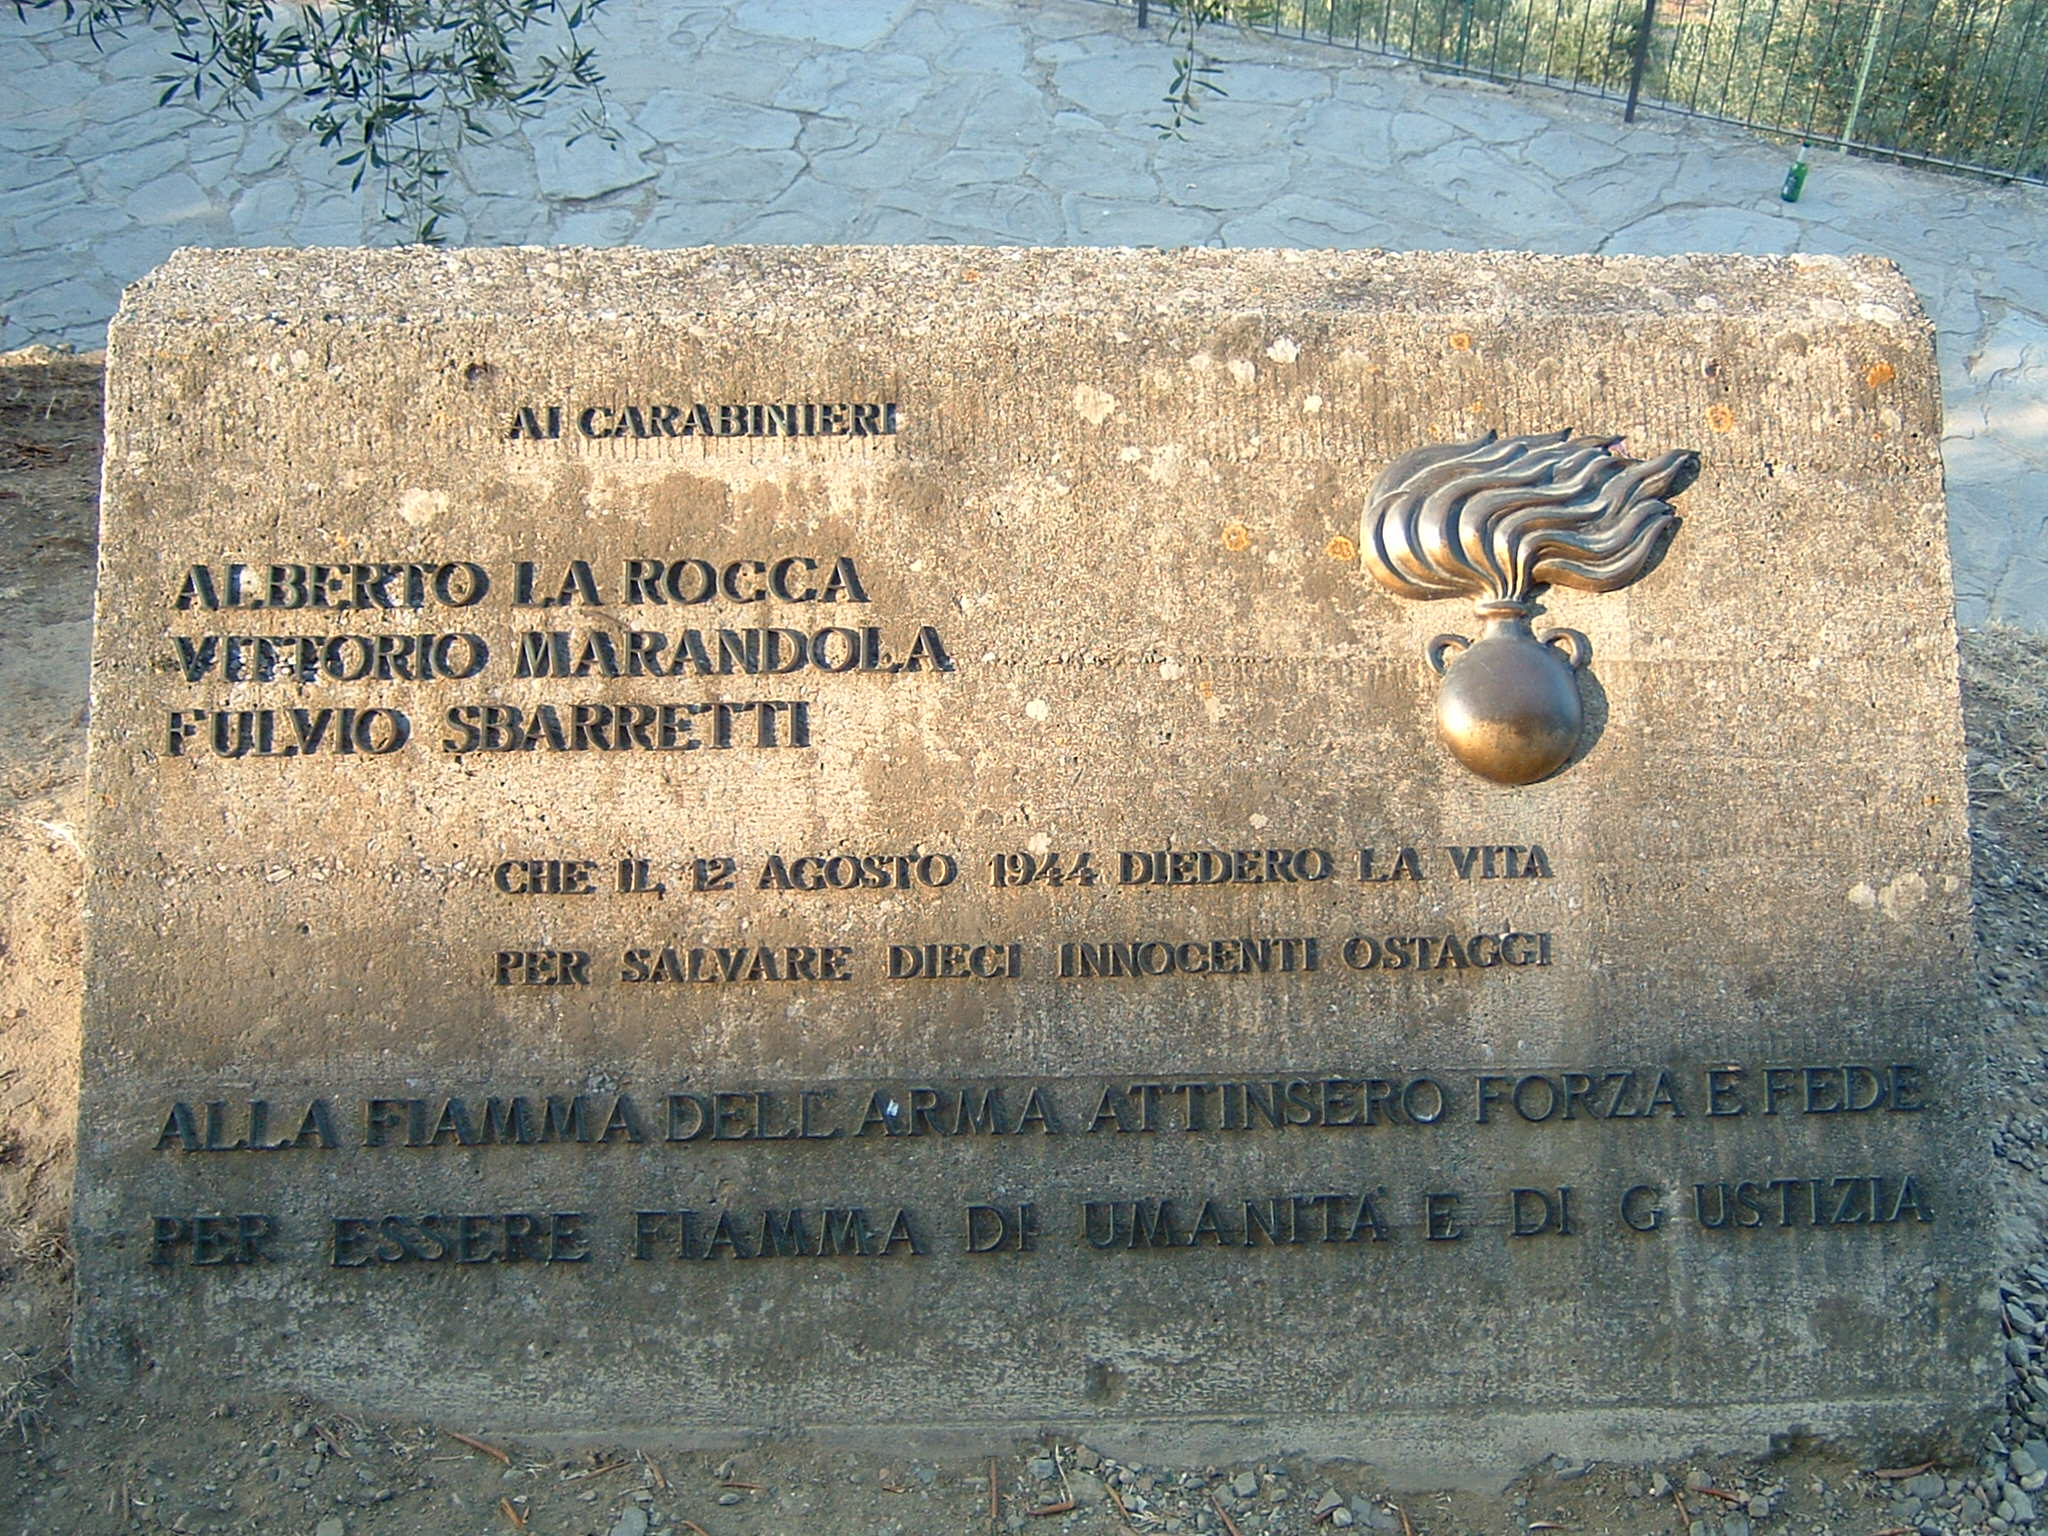 AI CARABINIERI
ALBERTO LA ROCCA
VITTORIO MARANDOLA
FULVIO SBARRETTI
CHE IL 12 AGOSTO 1944 DIEDERO LA VITA
PER SALVARE DIECI INNOCENTI OSTAGGI
ALLA FIAMMA DELL'ARMA ATTINSERO FORZA E FEDE
PER ESSERE FIAMMA DI UMANITA' E DI GIUSTIZIA